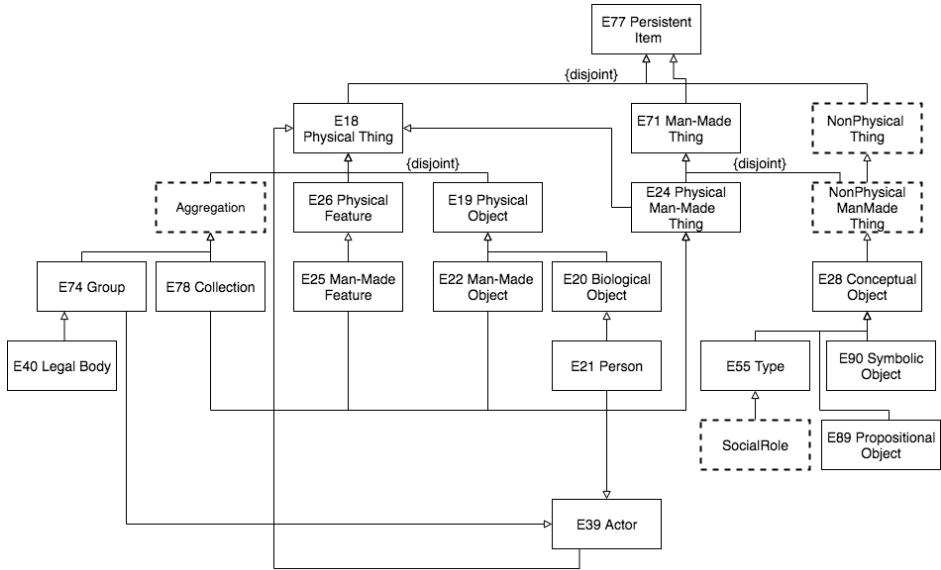 E77 Persistent
Item
{disjoint}
E18
Physical Thing
E71 Man-Made
Thing
NonPhysical
Thing
{disjoint}
{disjoint}
Aggregation
E26 Physical
Feature
E19 Physical
Object
E24 Physical
Man-Made
Thing
NonPhysical
ManMade
Thing
E74 Group
E78 Collection
E25 Man-Made
Feature
E22 Man-Made
Object
E20 Biological
Object
E28 Conceptual
Object
E40 Legal Body
E21 Person
E55 Type
E90 Symbolic
Object
SocialRole
E89 Propositional
Object
E39 Actor